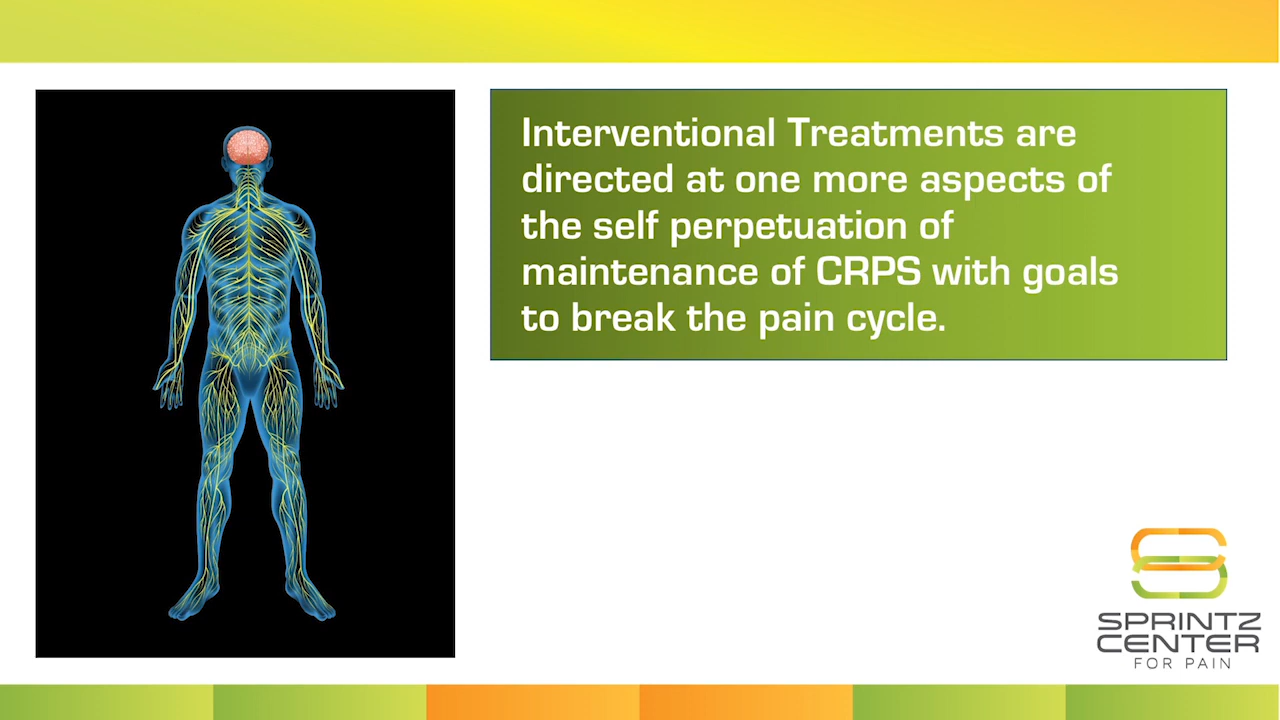 Interventional Treatments are
directed at one more aspects of
the self perpetuation of
maintenance of CRPS with goals
to break the pain cycle.
SPRINTZ
CENTER
FOR PAIN